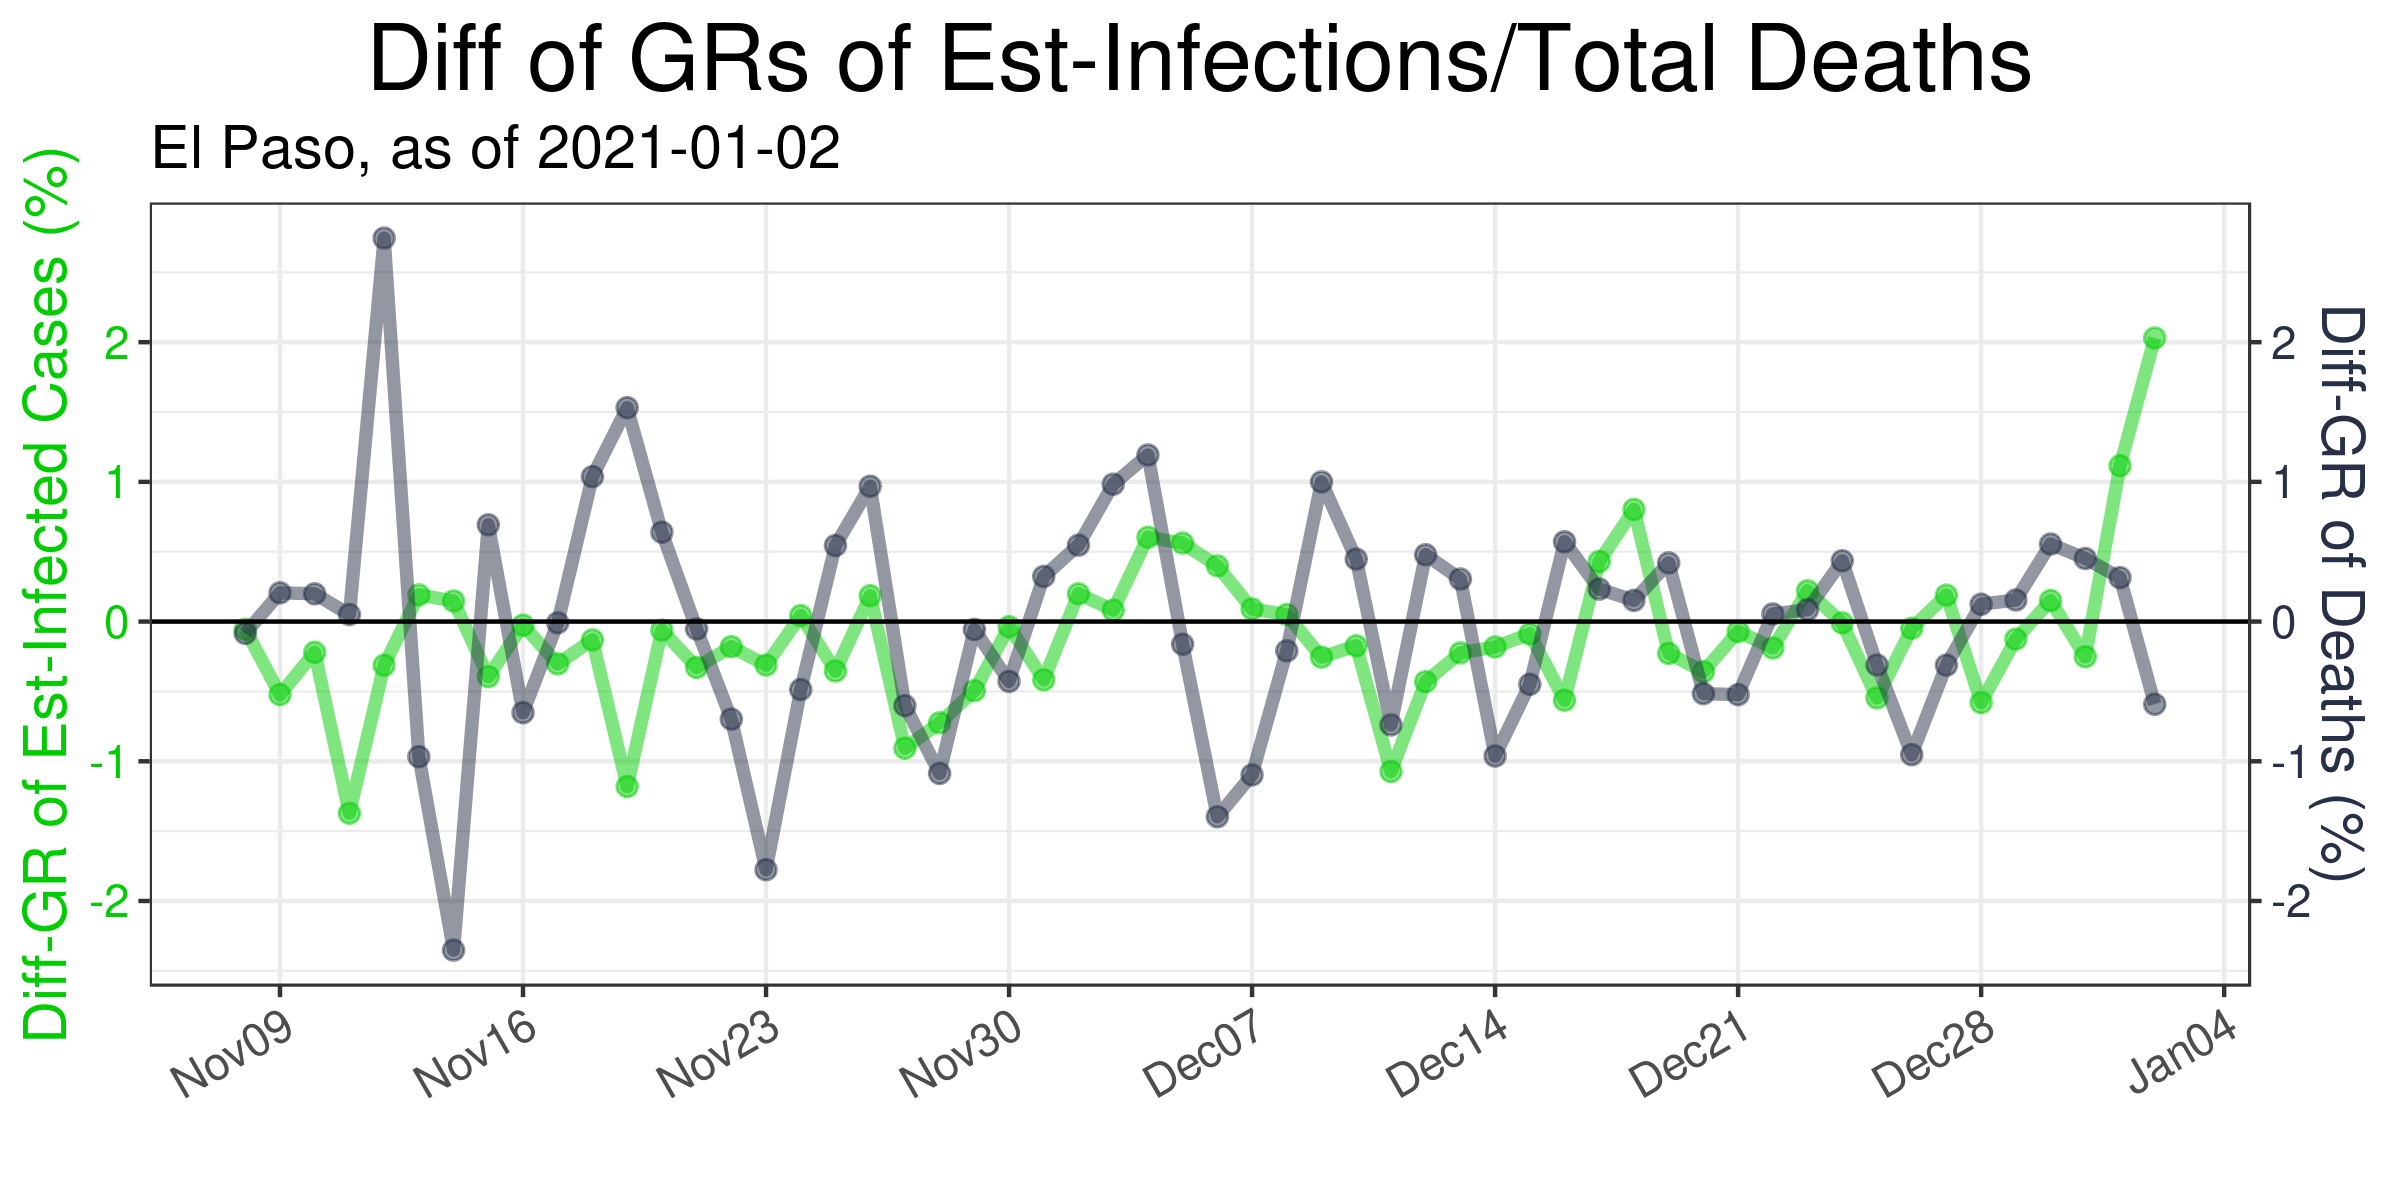 Diff of GRs of Est-Infections/Total Deaths
El Paso, as of 2021-01-02
Diff-GR of Est-Infected Cases (%)
2
1
0
-1
-2
2
1
0
-1
-2
Diff-GR of Deaths (%)
Nov09
Nov16
Nov23
Nov30
Dec07
Dec14
Dec21
Dec28
Jan04